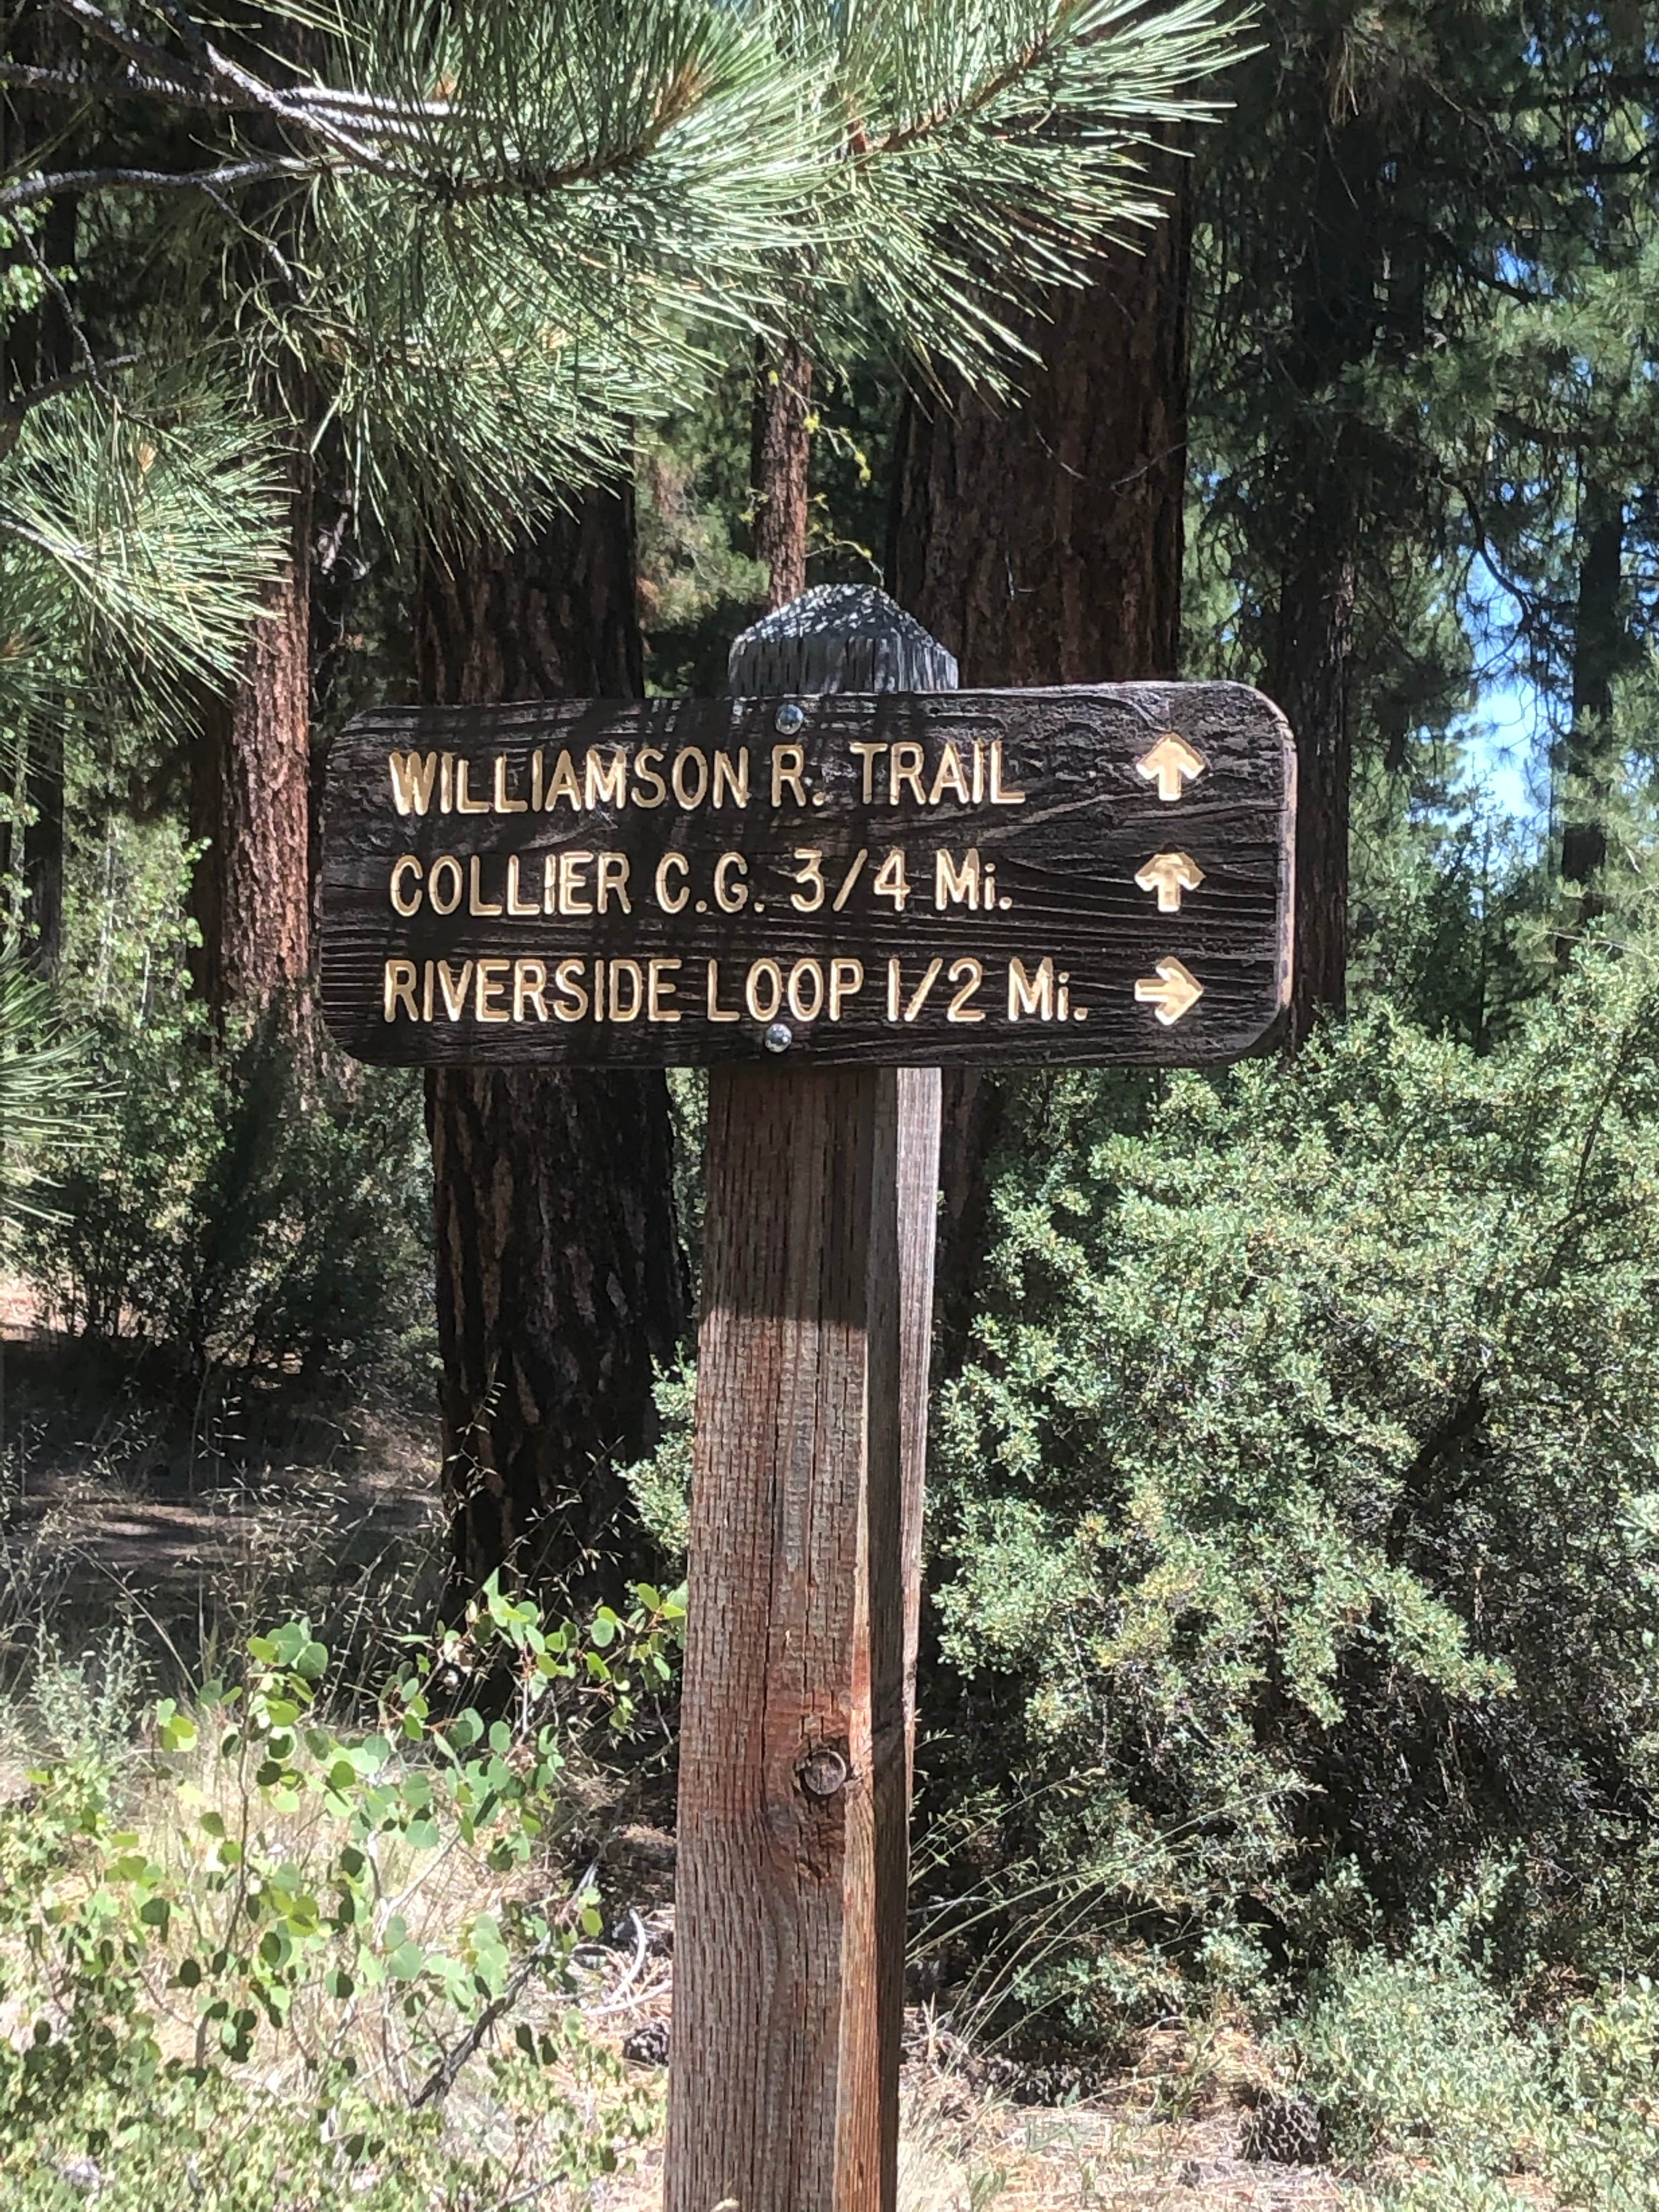 WILLIAMSON R. TRAIL ↑
COLLIER C.G. 3/4 Mi. ↑
RIVERSIDE LOOP 1/2 Mi. →